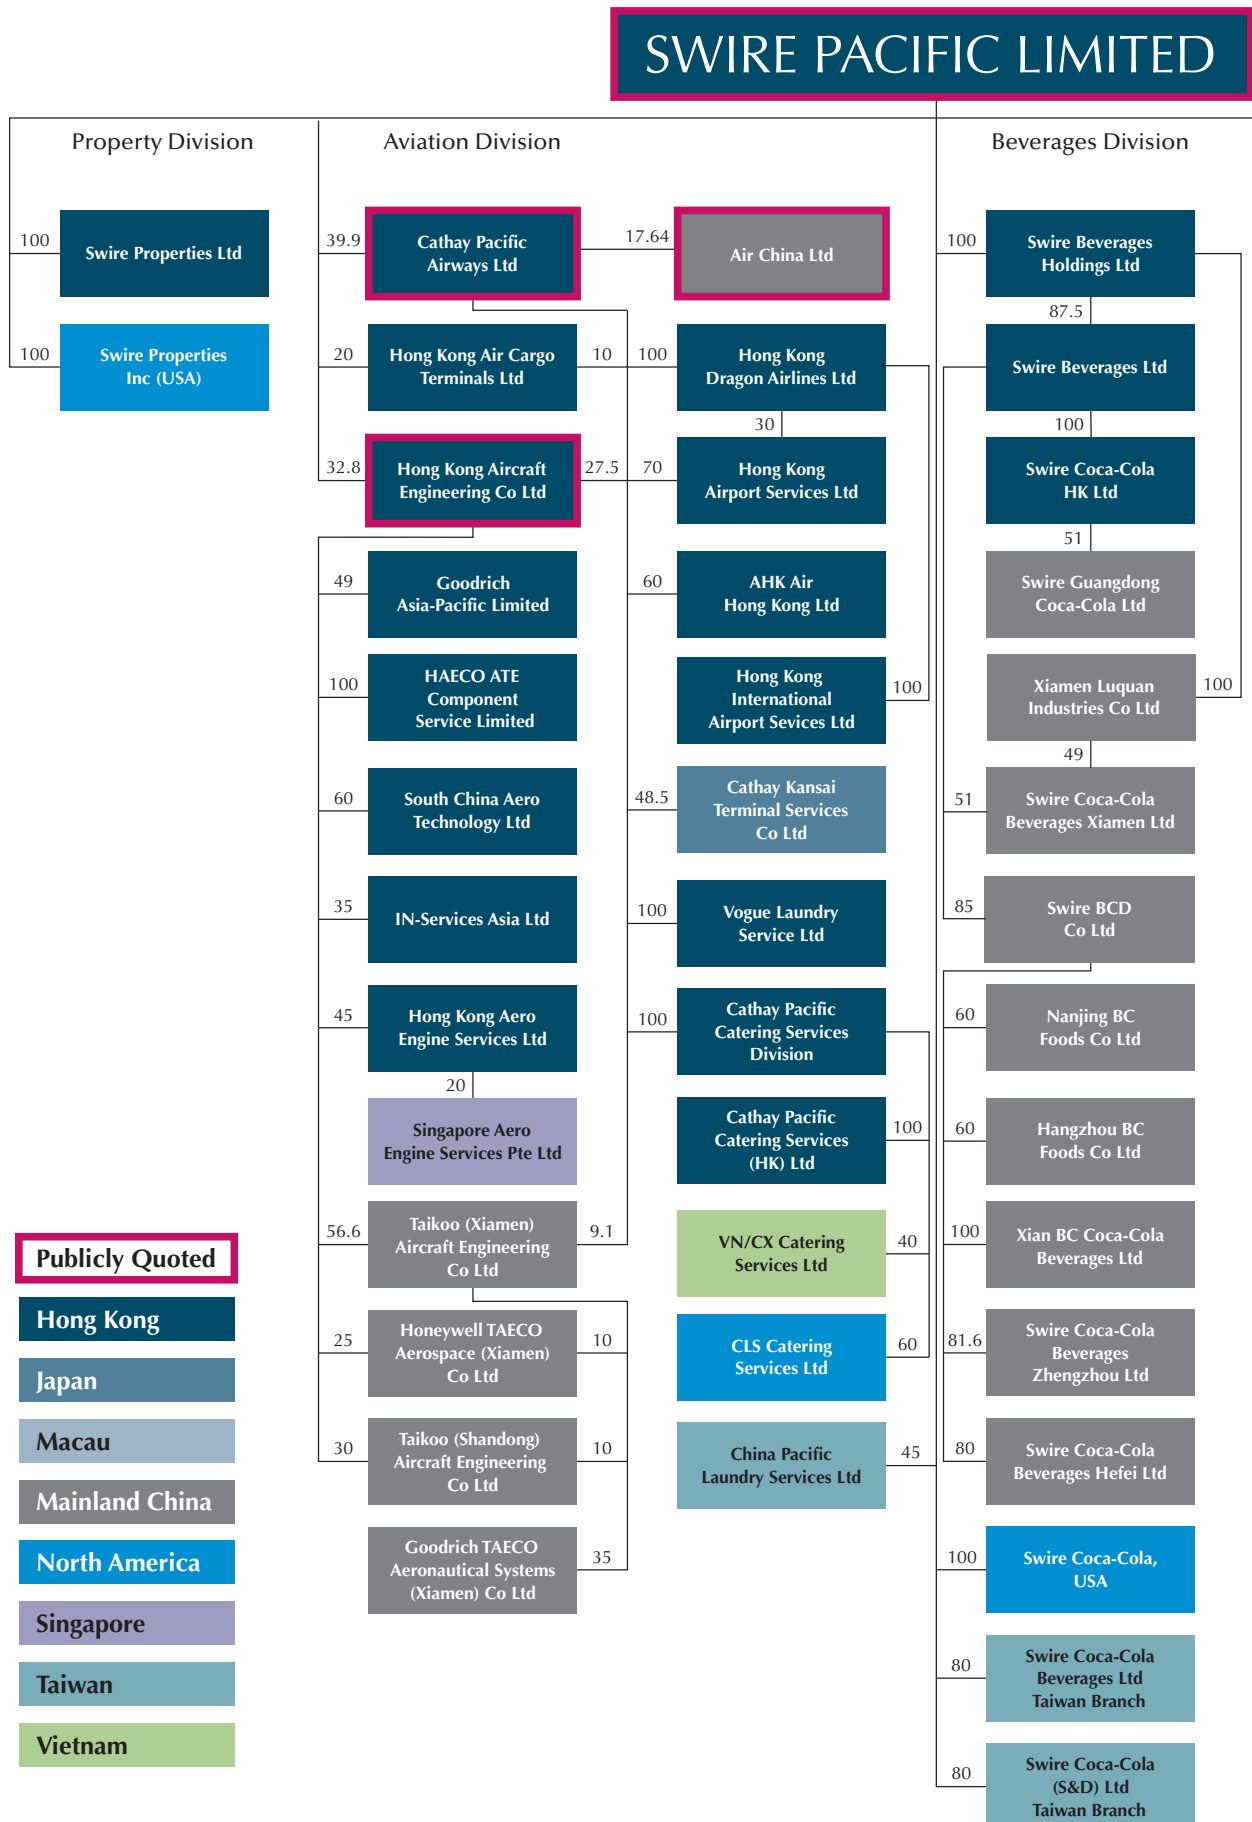 SWIRE PACIFIC LIMITED
Property Division
Aviation Division
Beverages Division
100
Swire Properties Ltd
100
Swire Properties
Inc (USA)
39.9
Cathay Pacific
Airways Ltd
17.64
Air China Ltd
20
Hong Kong Air Cargo
Terminals Ltd
10
100
Hong Kong
Dragon Airlines Ltd
30
32.8
Hong Kong Aircraft
Engineering Co Ltd
27.5
70
Hong Kong
Airport Services Ltd
49
Goodrich
Asia-Pacific Limited
60
AHK Air
Hong Kong Ltd
100
HAECO ATE
Component
Service Limited
Hong Kong
International
Airport Sevices Ltd
100
60
South China Aero
Technology Ltd
48.5
Cathay Kansai
Terminal Services
Co Ltd
35
IN-Services Asia Ltd
100
Vogue Laundry
Service Ltd
45
Hong Kong Aero
Engine Services Ltd
20
100
Cathay Pacific
Catering Services
Division
Singapore Aero
Engine Services Pte Ltd
Cathay Pacific
Catering Services
(HK) Ltd
100
56.6
Taikoo (Xiamen)
Aircraft Engineering
Co Ltd
9.1
VN/CX Catering
Services Ltd
40
25
Honeywell TAECO
Aerospace (Xiamen)
Co Ltd
10
CLS Catering
Services Ltd
60
30
Taikoo (Shandong)
Aircraft Engineering
Co Ltd
10
China Pacific
Laundry Services Ltd
45
Goodrich TAECO
Aeronautical Systems
(Xiamen) Co Ltd
35
100
Swire Beverages
Holdings Ltd
87.5
Swire Beverages Ltd
100
Swire Coca-Cola
HK Ltd
51
Swire Guangdong
Coca-Cola Ltd
Xiamen Luquan
Industries Co Ltd
100
49
51
Swire Coca-Cola
Beverages Xiamen Ltd
85
Swire BCD
Co Ltd
60
Nanjing BC
Foods Co Ltd
60
Hangzhou BC
Foods Co Ltd
100
Xian BC Coca-Cola
Beverages Ltd
81.6
Swire Coca-Cola
Beverages
Zhengzhou Ltd
80
Swire Coca-Cola
Beverages Hefei Ltd
100
Swire Coca-Cola,
USA
80
Swire Coca-Cola
Beverages Ltd
Taiwan Branch
80
Swire Coca-Cola
(S&D) Ltd
Taiwan Branch
Publicly Quoted
Hong Kong
Japan
Macau
Mainland China
North America
Singapore
Taiwan
Vietnam